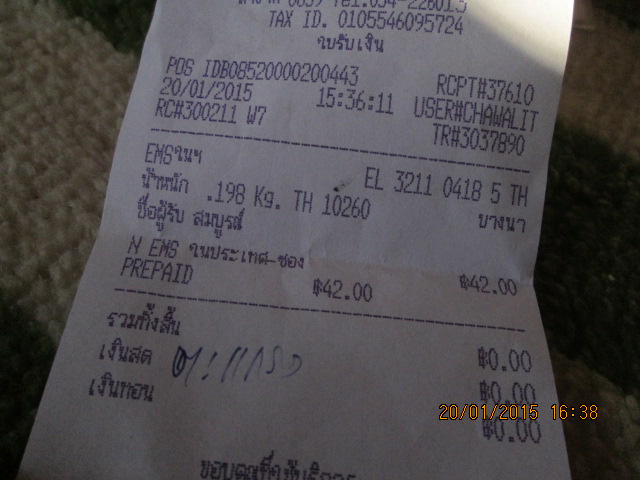 TAX ID. 0105546095724
ใบรับเงิน
POS IDB08520000200443 RCPT#37610
20/01/2015 15:36:11 USER#CHAWALIT
RC#300211 W7 TR#3037890
EMSในฯ EL 3211 0418 5 TH
น้ำหนัก .198 Kg. TH 10260 บางนา
ชื่อผู้รับ สมบูรณ์
N EMS ในประเทศ-ซอง
PREPAID ฿42.00 ฿42.00
รวมทั้งสิ้น ฿0.00
เงินสด ฿0.00
เงินทอน ฿0.00
20/01/2015 16:38